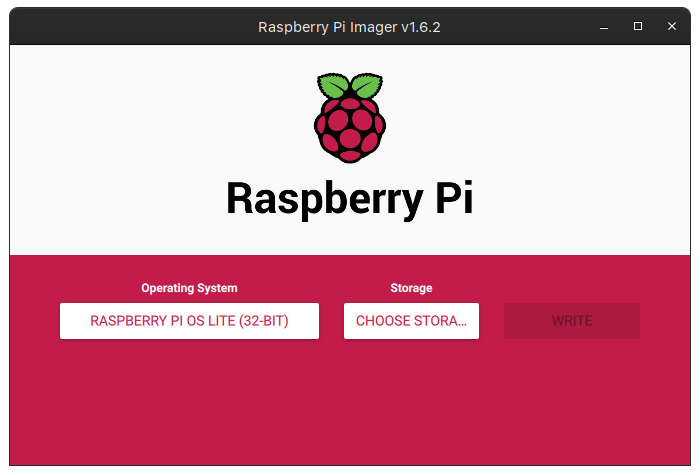 Raspberry Pi Imager v1.6.2
Raspberry Pi
Operating System
Storage
RASPBERRY PI OS LITE (32-BIT)
CHOOSE STORA...
WRITE